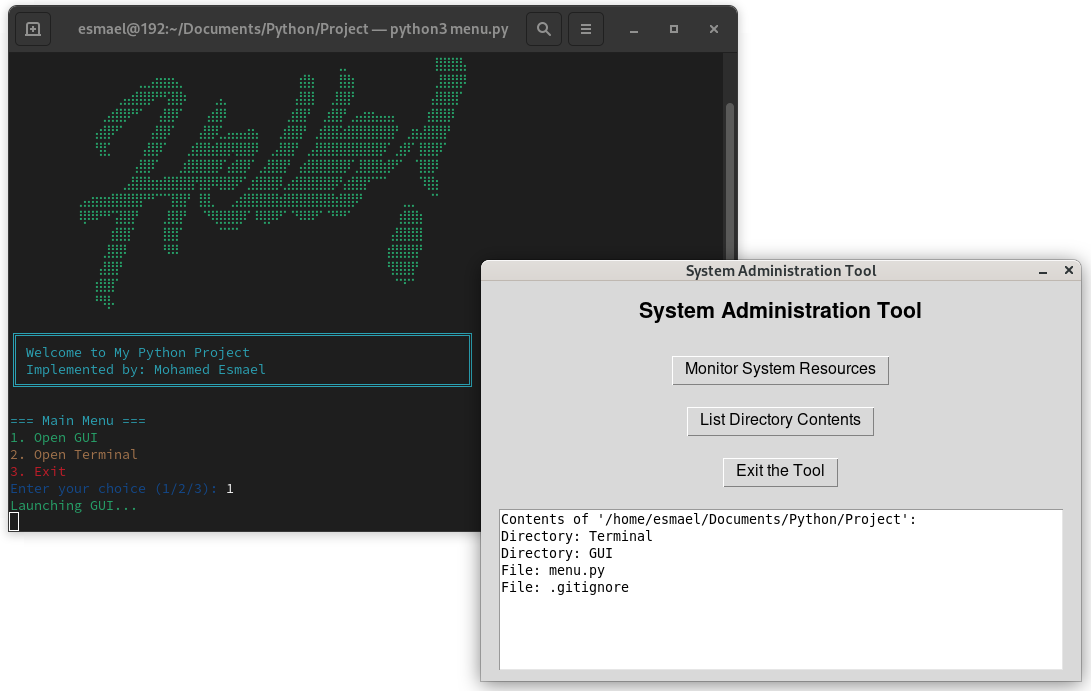 esmael@192:~/Documents/Python/Project — python3 menu.py
Hello!
Welcome to My Python Project
Implemented by: Mohamed Esmael
=== Main Menu ===
1. Open GUI
2. Open Terminal
3. Exit
Enter your choice (1/2/3): 1
Launching GUI...
System Administration Tool
System Administration Tool
Monitor System Resources
List Directory Contents
Exit the Tool
Contents of '/home/esmael/Documents/Python/Project':
Directory: Terminal
Directory: GUI
File: menu.py
File: .gitignore